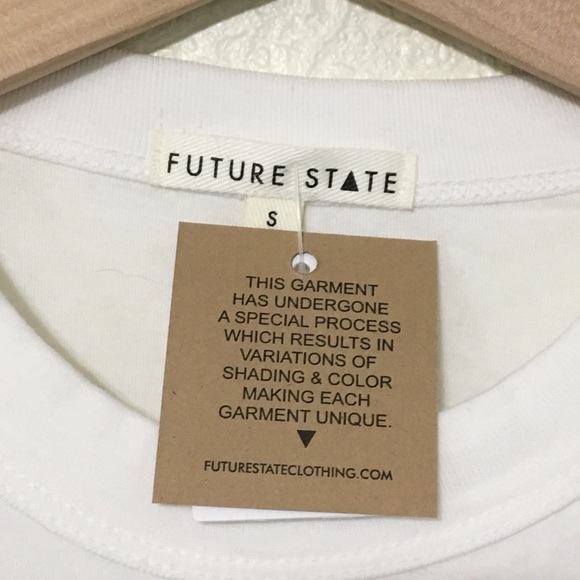 FUTURE STATE
S
THIS GARMENT
HAS UNDERGONE
A SPECIAL PROCESS
WHICH RESULTS IN
VARIATIONS OF
SHADING & COLOR
MAKING EACH
GARMENT UNIQUE.
FUTURESTATECLOTHING.COM